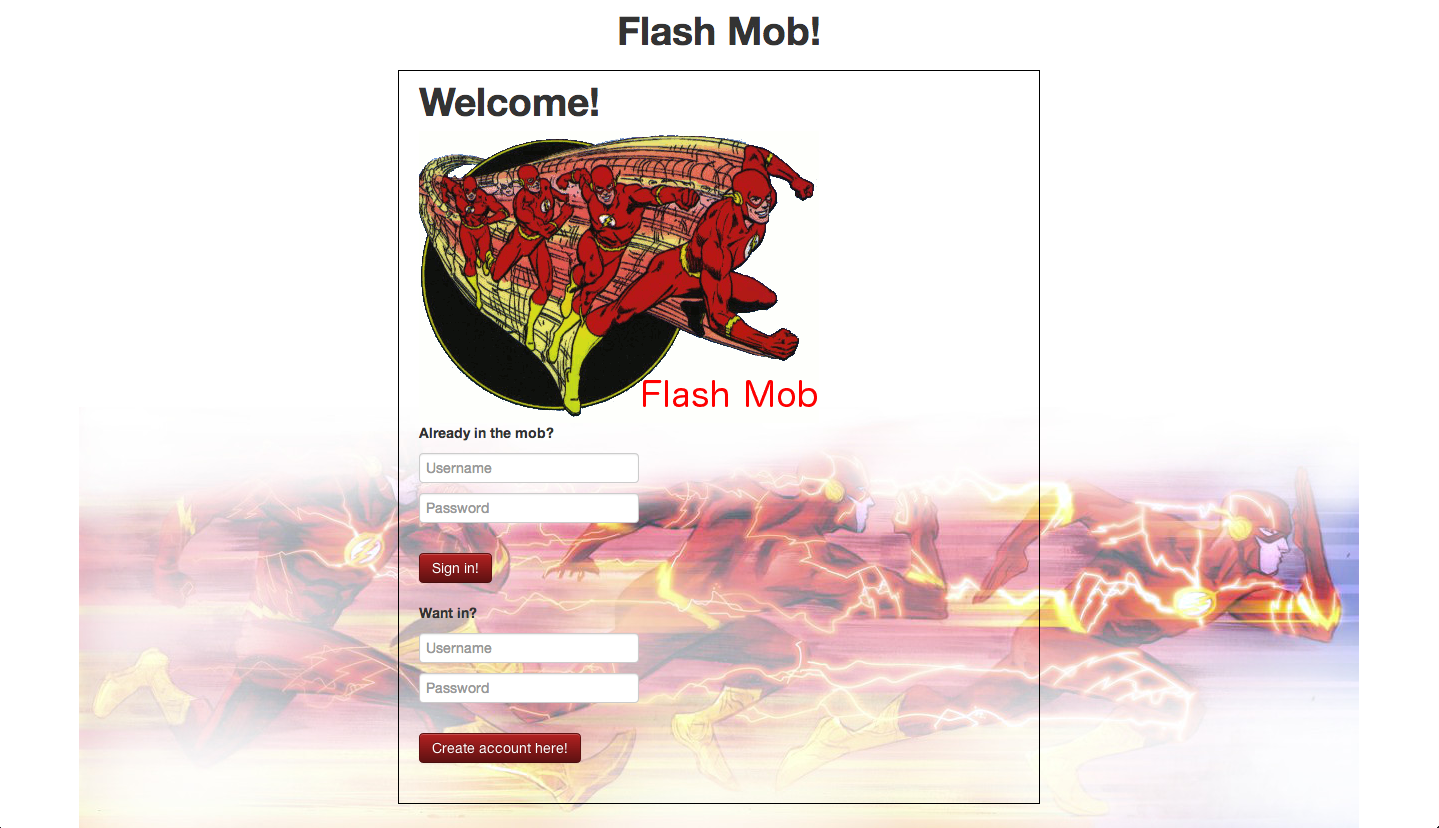 Flash Mob!
Welcome!
Flash Mob
Already in the mob?
Username
Password
Sign in!
Want in?
Username
Password
Create account here!